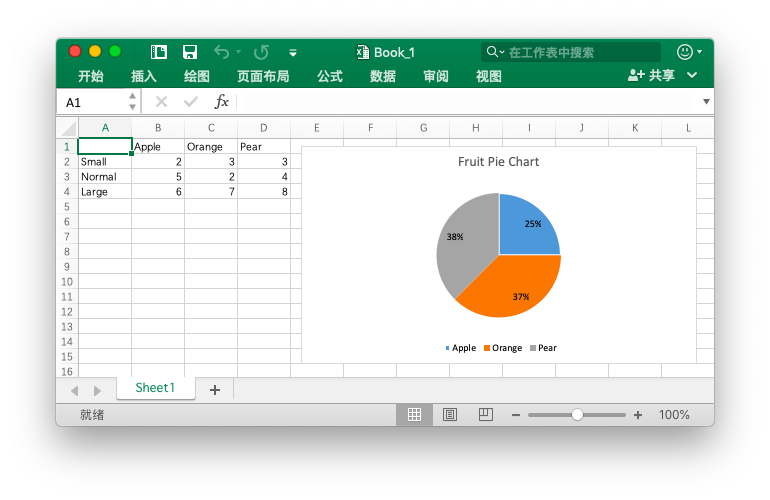 Book_1
在工作表中搜索
开始 插入 绘图 页面布局 公式 数据 审阅 视图 共享
A1 fx
A B C D E F G H I J K L
1 Apple Orange Pear
2 Small 2 3 3
3 Normal 5 2 4
4 Large 6 7 8
5
6
7
8
9
10
11
12
13
14
15
16
Fruit Pie Chart
25%
38%
37%
Apple Orange Pear
Sheet1 +
就绪 100%